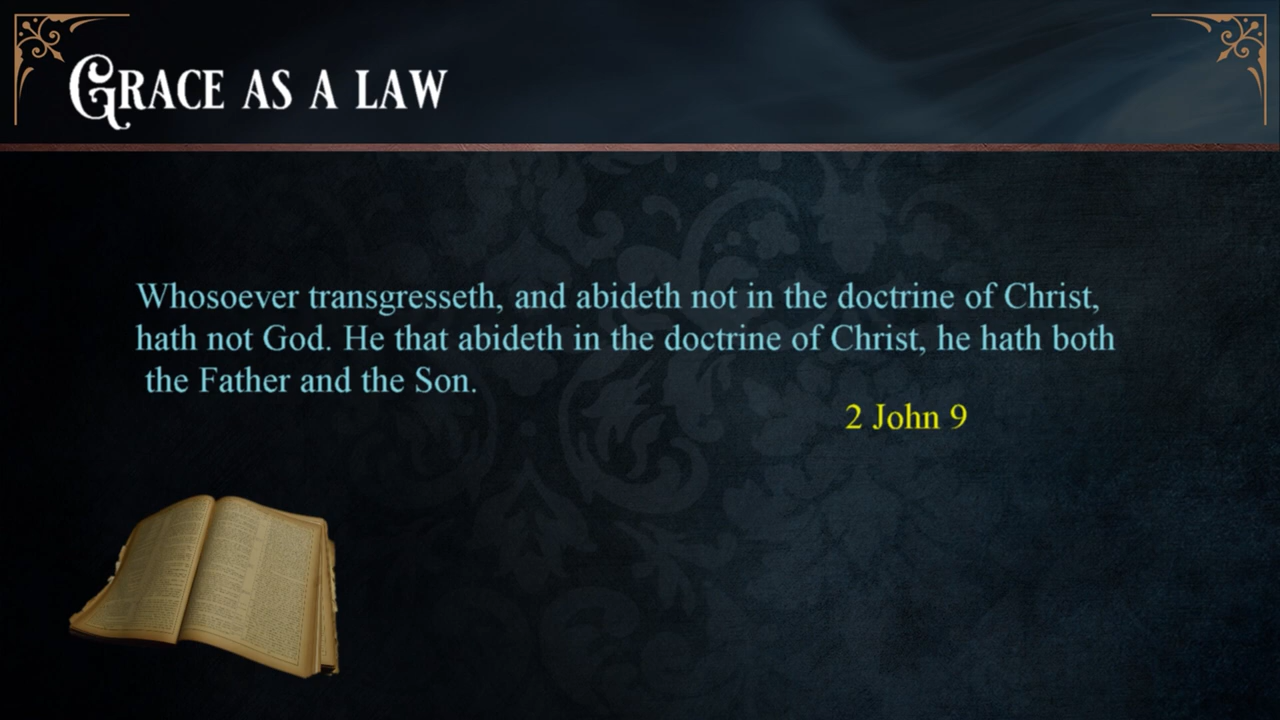 Grace as a law
Whosoever transgresseth, and abideth not in the doctrine of Christ,
hath not God. He that abideth in the doctrine of Christ, he hath both
the Father and the Son.
2 John 9